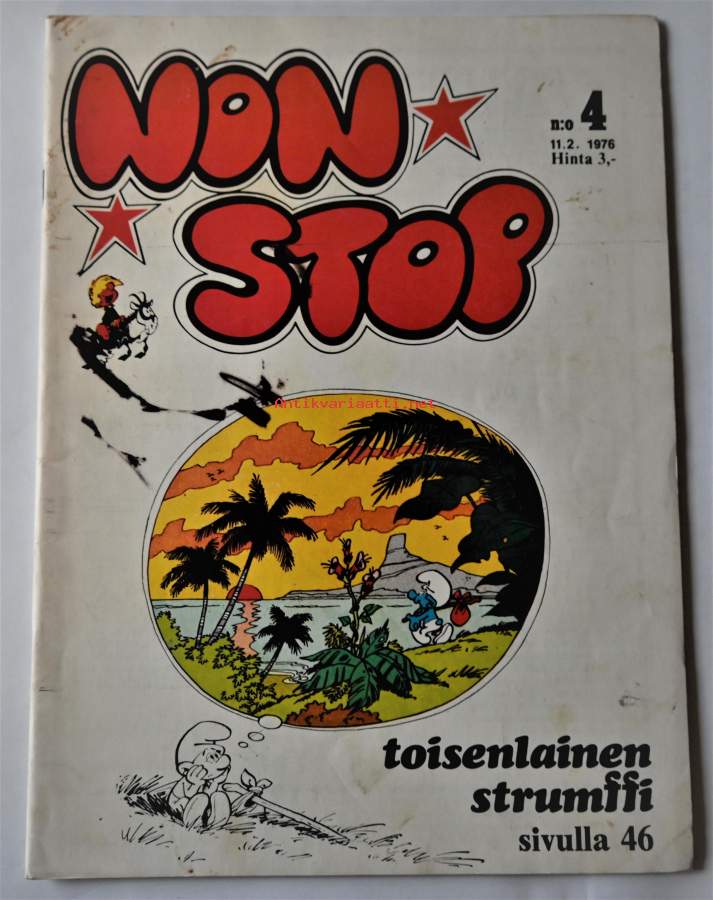 NON
STOP
n:o 4
11.2. 1976
Hinta 3,-
Antikvariaatti.net
toisenlainen
strumffi
sivulla 46